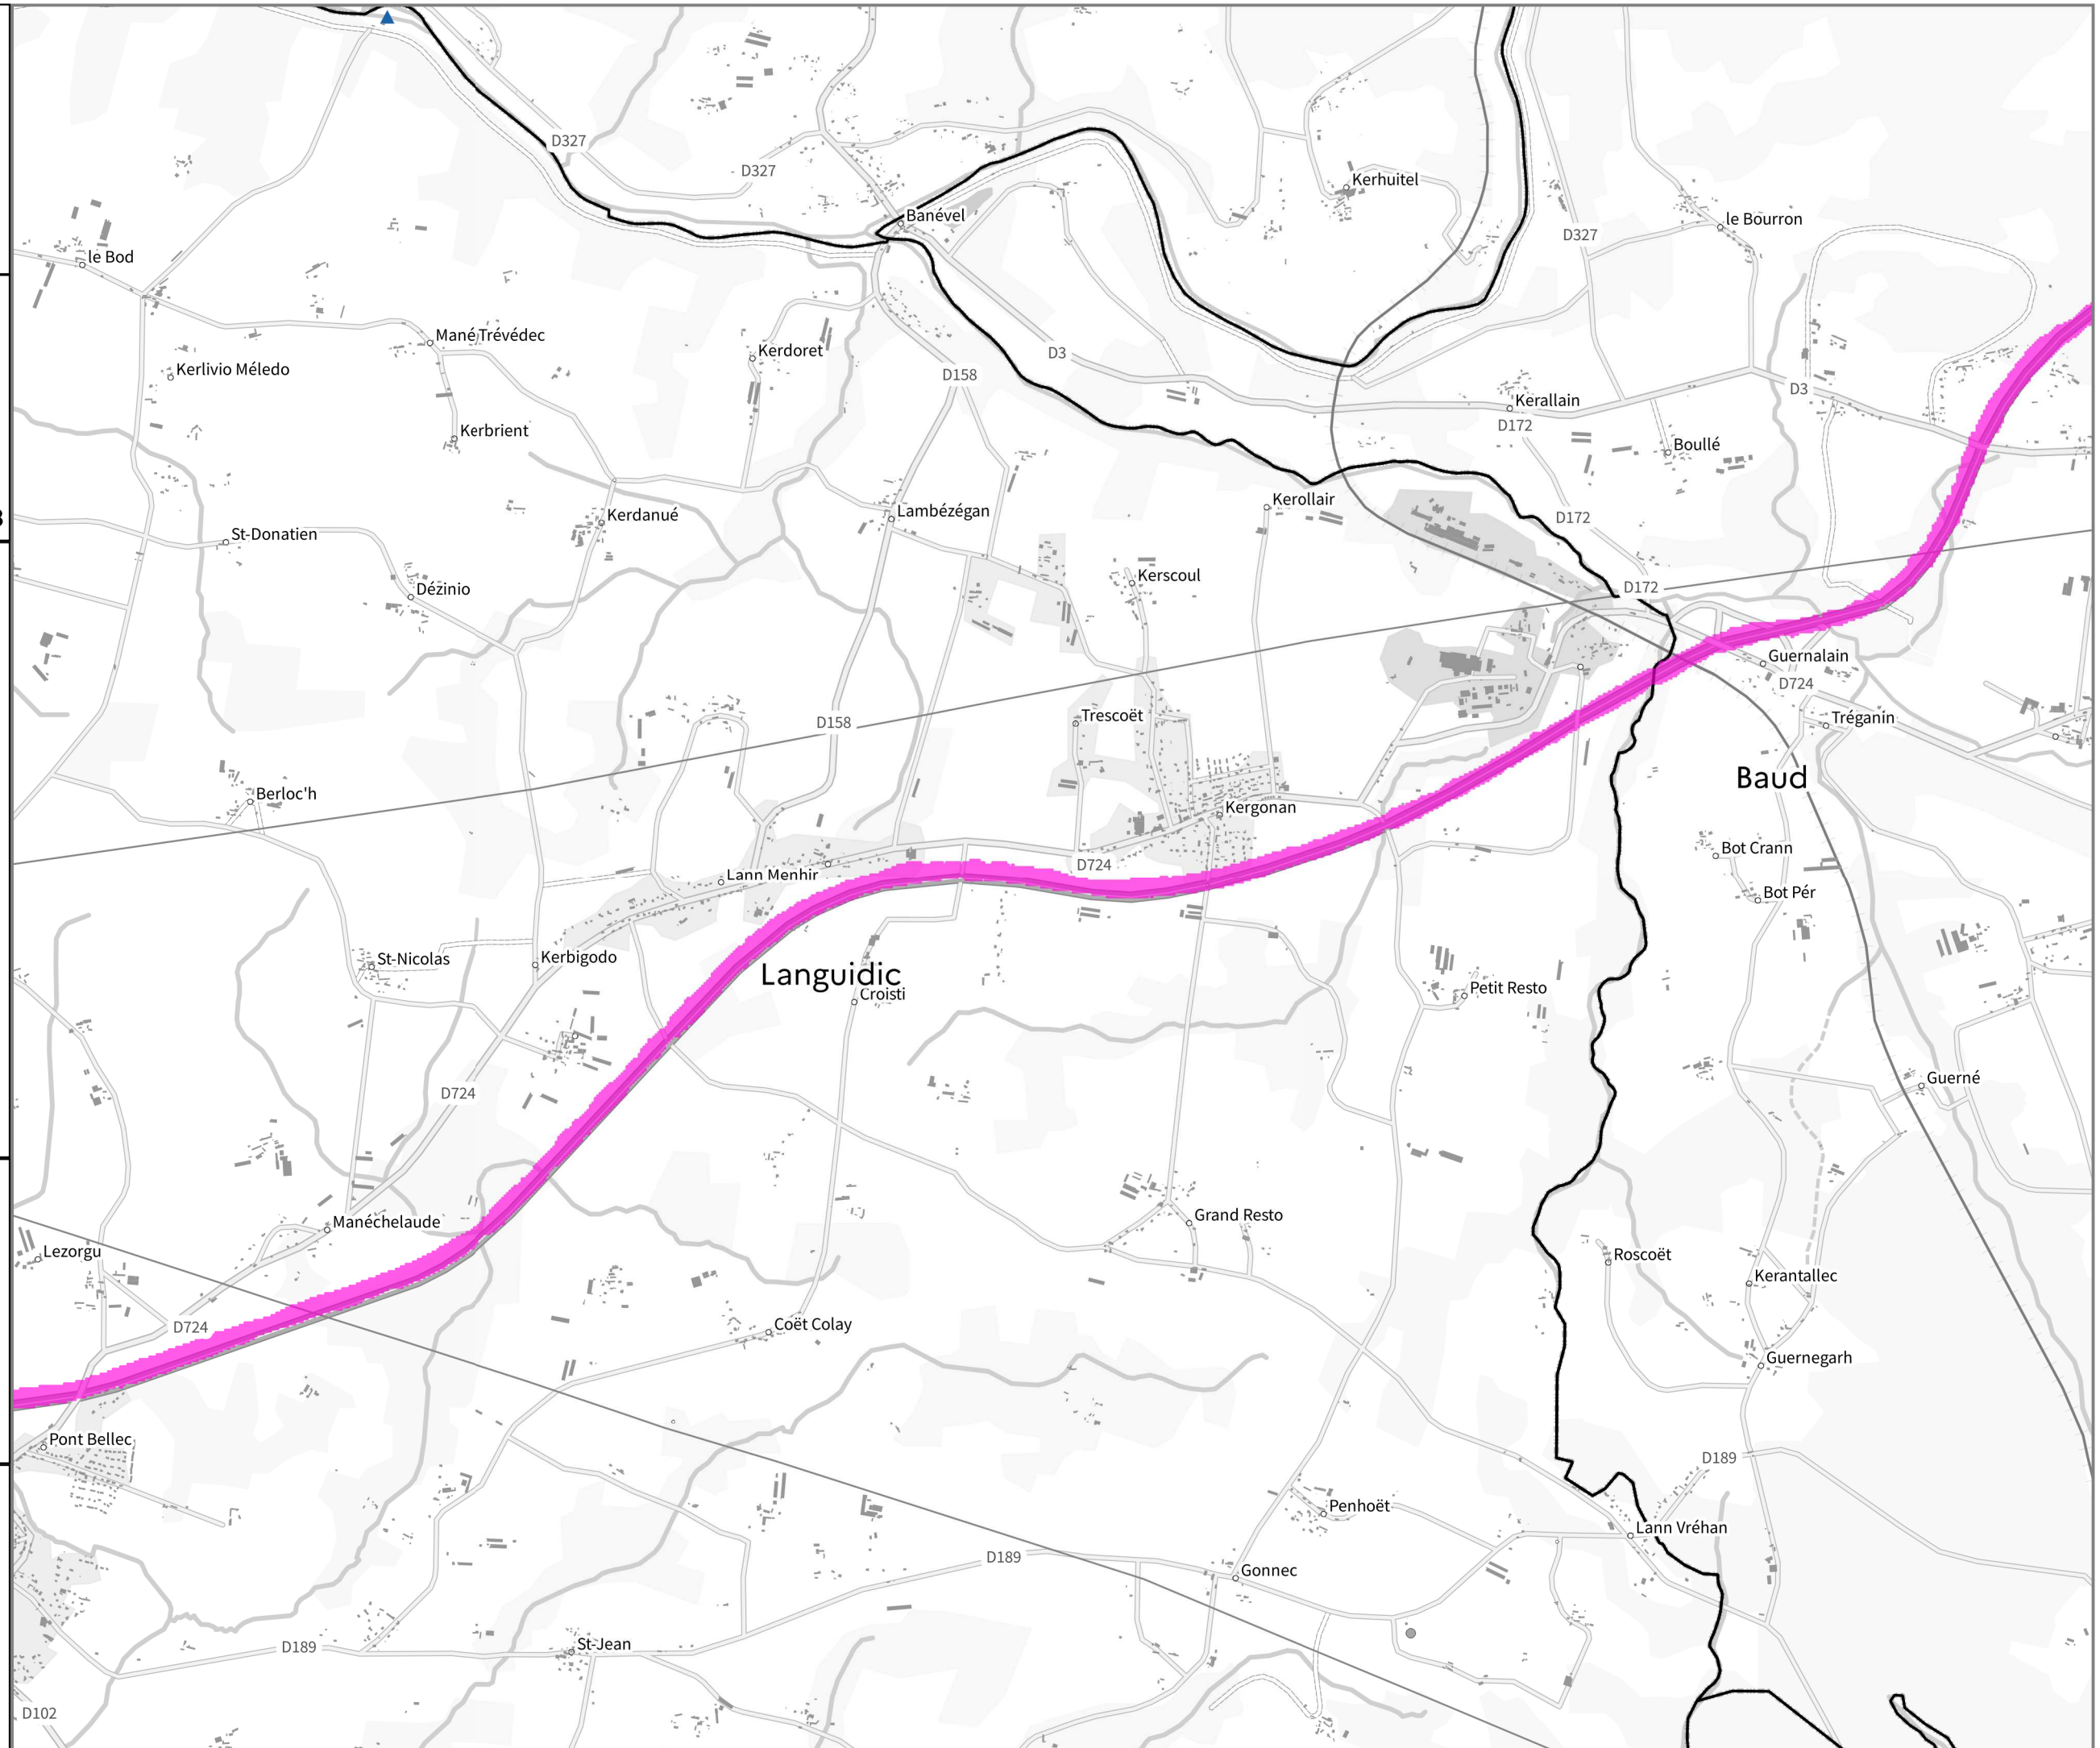 D327
D327
Kerhuitel
Banével
le Bourron
D327
le Bod
Mané Trévédec
Kerdoret
D3
Kerlivio Méledo
D158
D3
Kerallain
D172
Kerbrient
Boullé
Kerollair
Lambézégan
Kerdanué
D172
St-Donatien
Kerscoul
D172
Dézinio
Guernalain
D724
Trescoët
Tréganin
D158
Baud
Berloc'h
Kergonan
Bot Crann
D724
Lann Menhir
Bot Pér
St-Nicolas
Kerbigodo
Languidic
Croisti
Petit Resto
Guerné
D724
Grand Resto
Manéchelaude
Lezorgu
Roscoët
Kerantallec
D724
Coët Colay
Guernegarh
Pont Bellec
D189
Penhoët
Lann Vréhan
D189
Gonnec
D189
St-Jean
D102